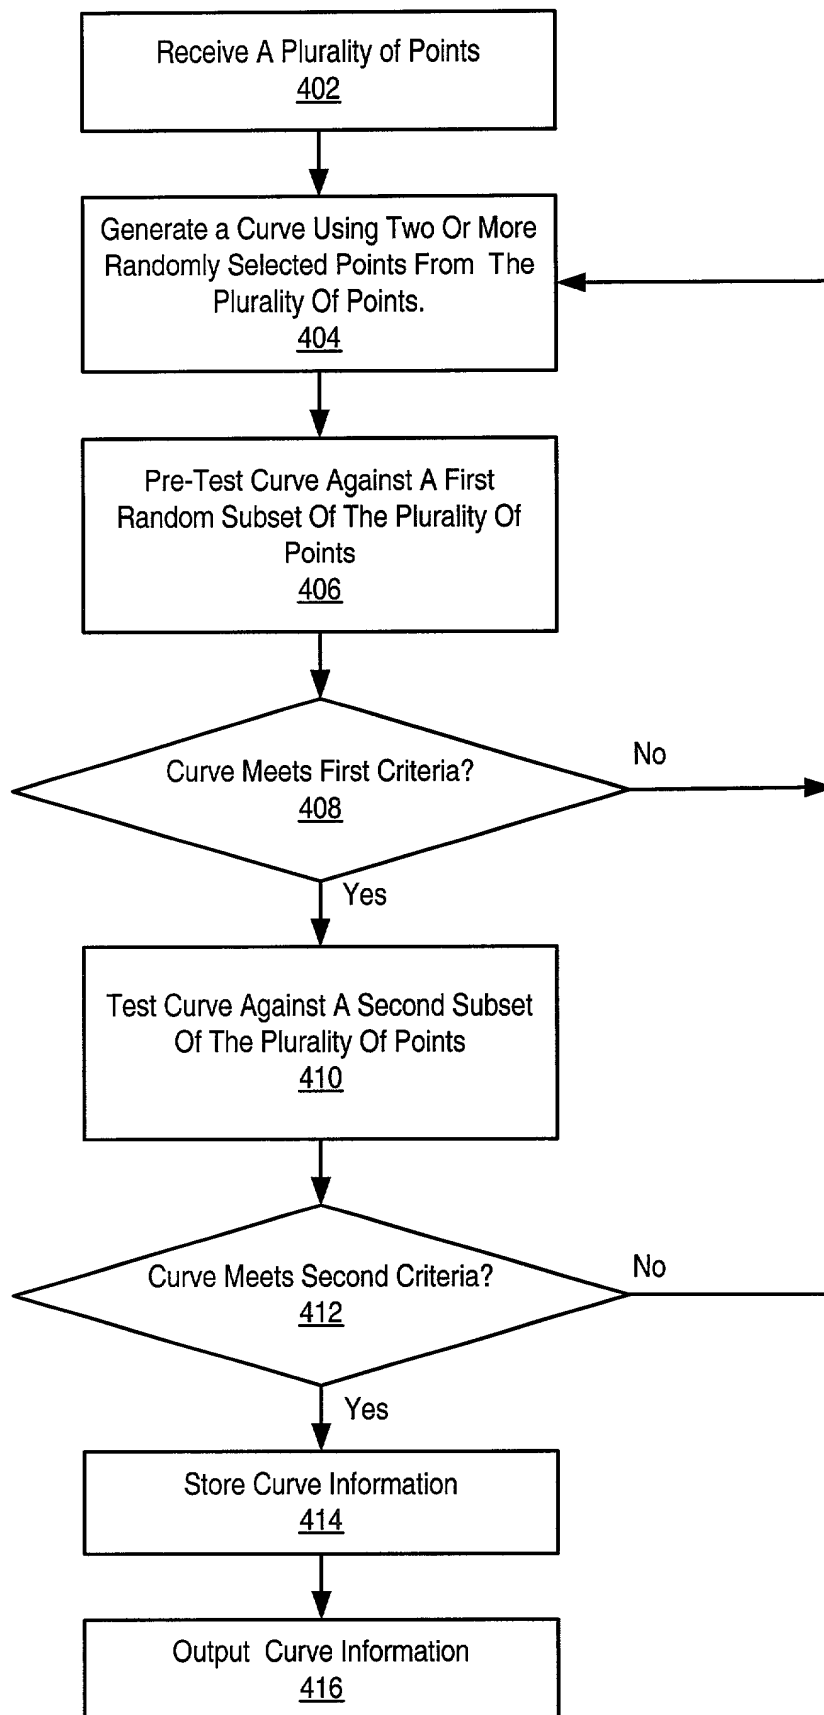 Receive A Plurality of Points
402
Generate a Curve Using Two Or More
Randomly Selected Points From The
Plurality Of Points.
404
Pre-Test Curve Against A First
Random Subset Of The Plurality Of
Points
406
Curve Meets First Criteria?
408
No
Yes
Test Curve Against A Second Subset
Of The Plurality Of Points
410
Curve Meets Second Criteria?
412
No
Yes
Store Curve Information
414
Output Curve Information
416